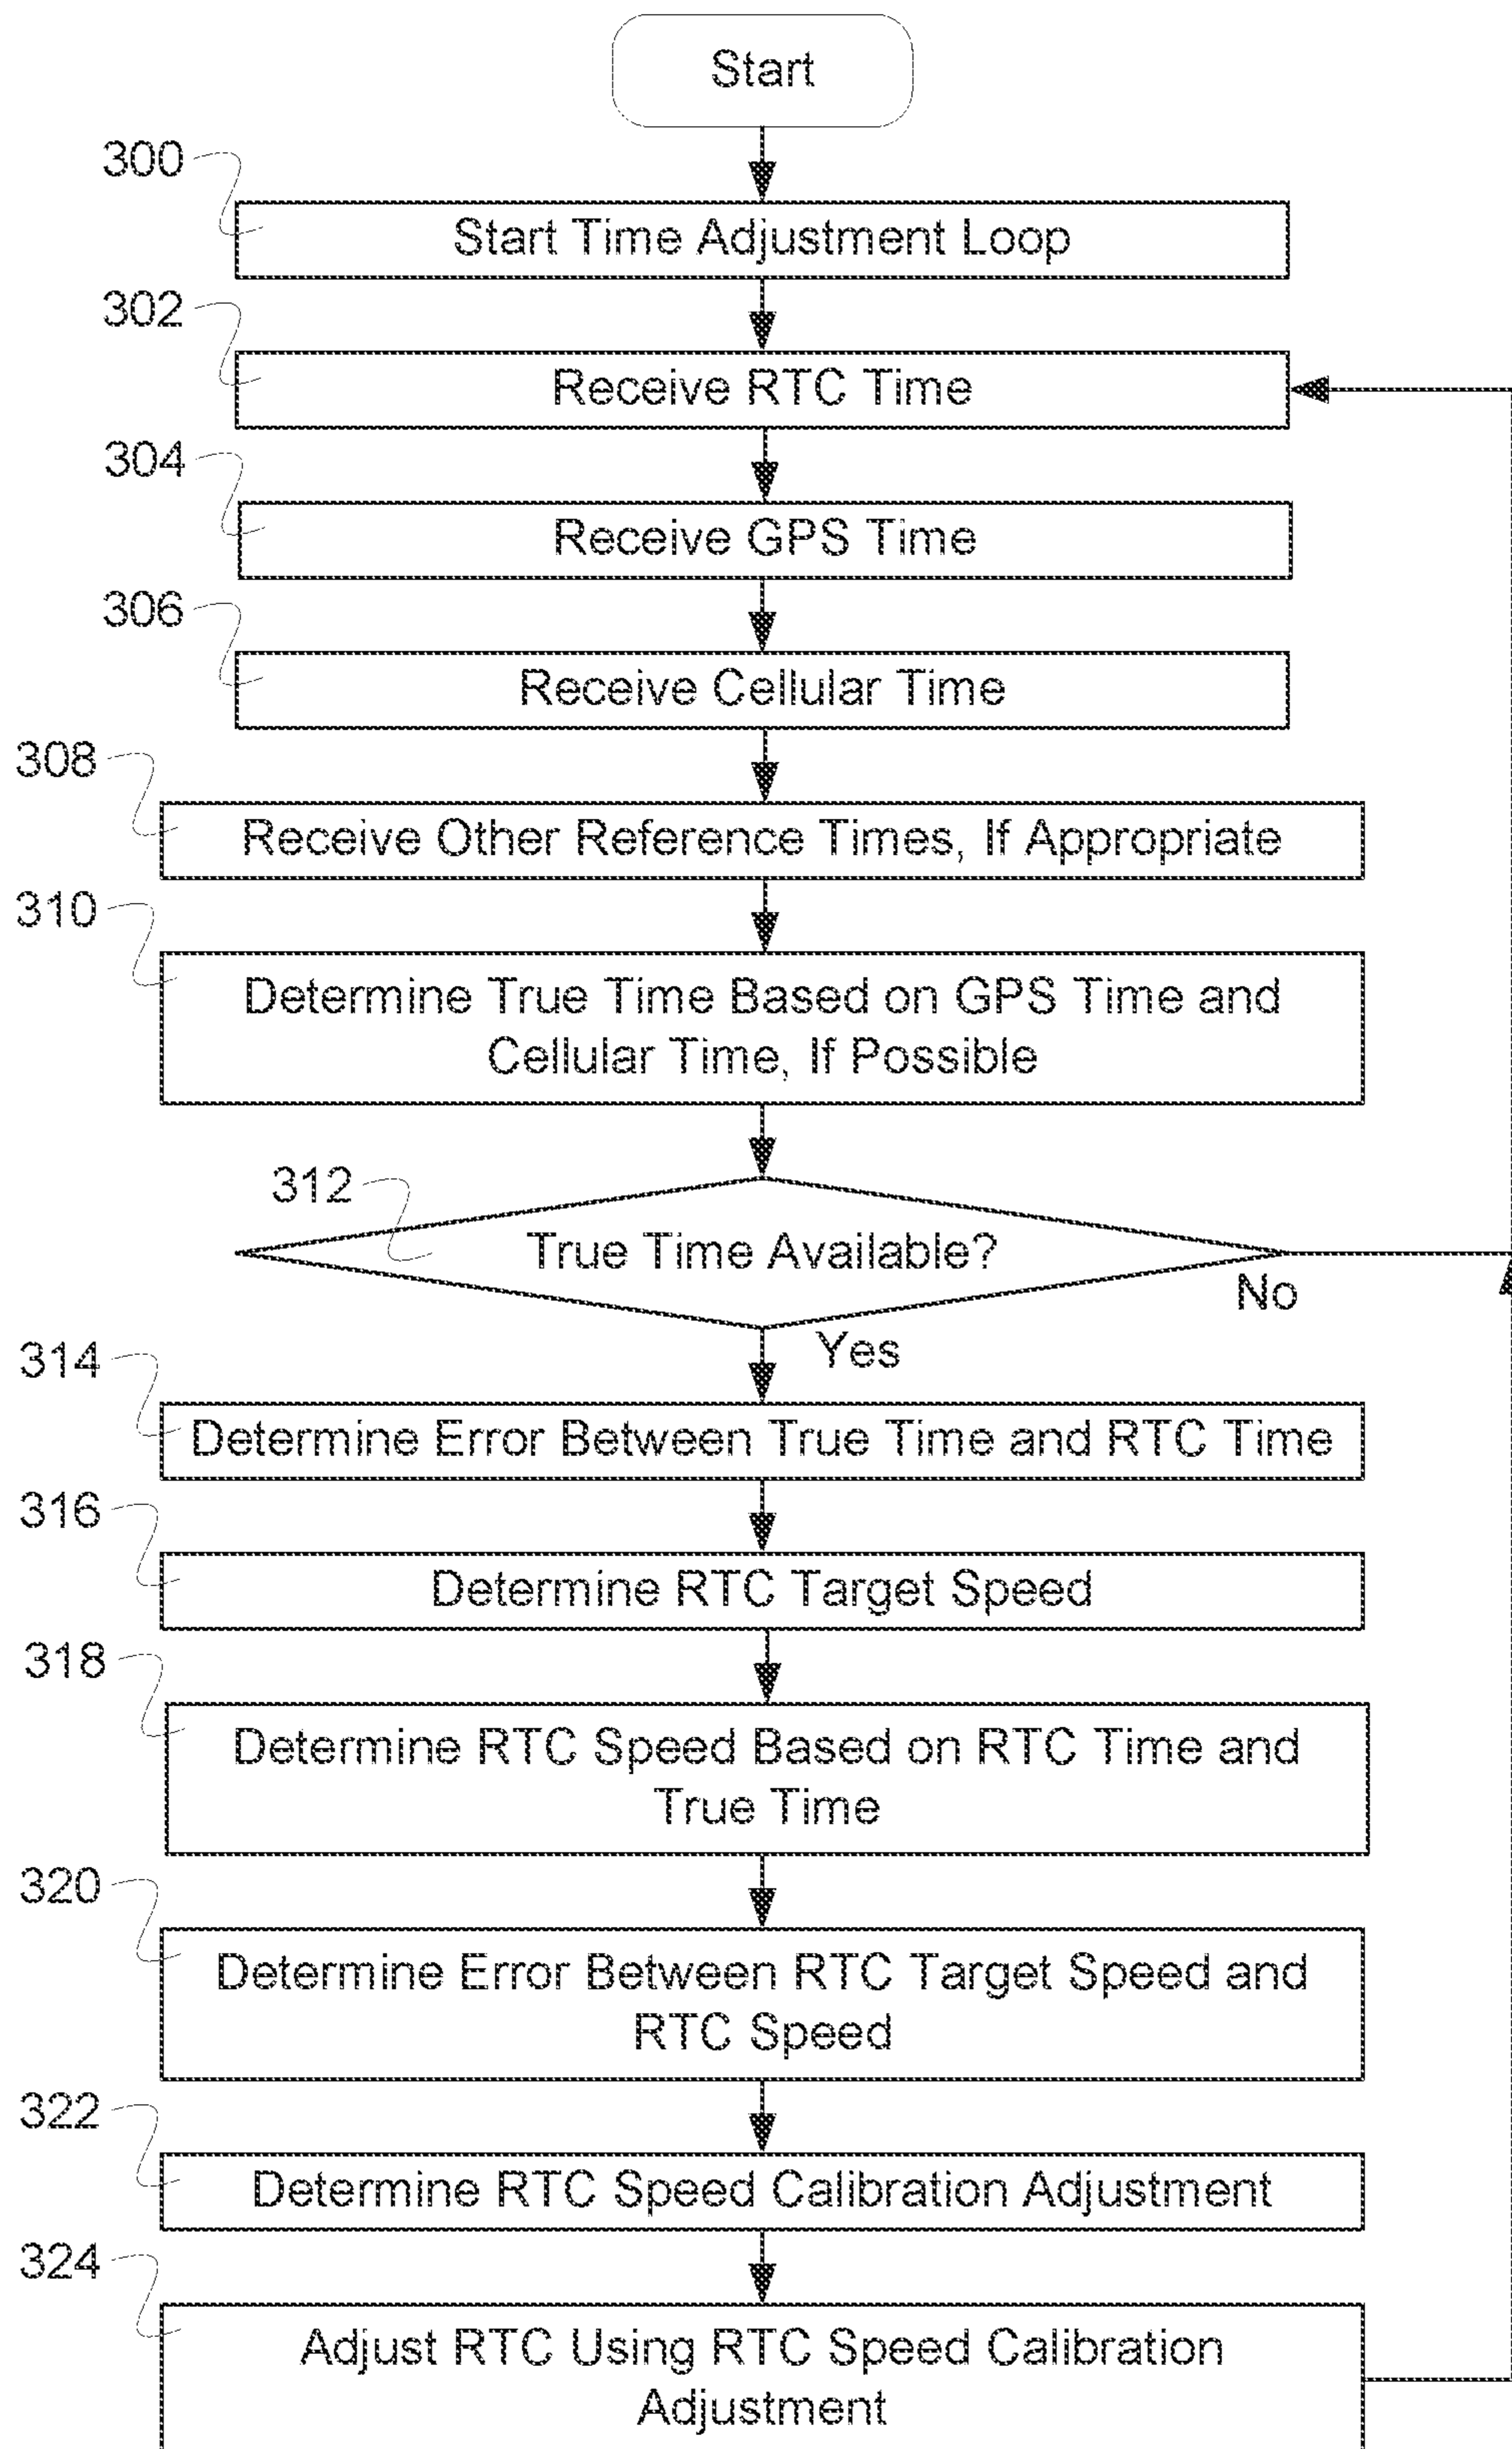 Start
300
Start Time Adjustment Loop
302
Receive RTC Time
304
Receive GPS Time
306
Receive Cellular Time
308
Receive Other Reference Times, If Appropriate
310
Determine True Time Based on GPS Time and
Cellular Time, If Possible
312
True Time Available?
No
Yes
314
Determine Error Between True Time and RTC Time
316
Determine RTC Target Speed
318
Determine RTC Speed Based on RTC Time and
True Time
320
Determine Error Between RTC Target Speed and
RTC Speed
322
Determine RTC Speed Calibration Adjustment
324
Adjust RTC Using RTC Speed Calibration
Adjustment